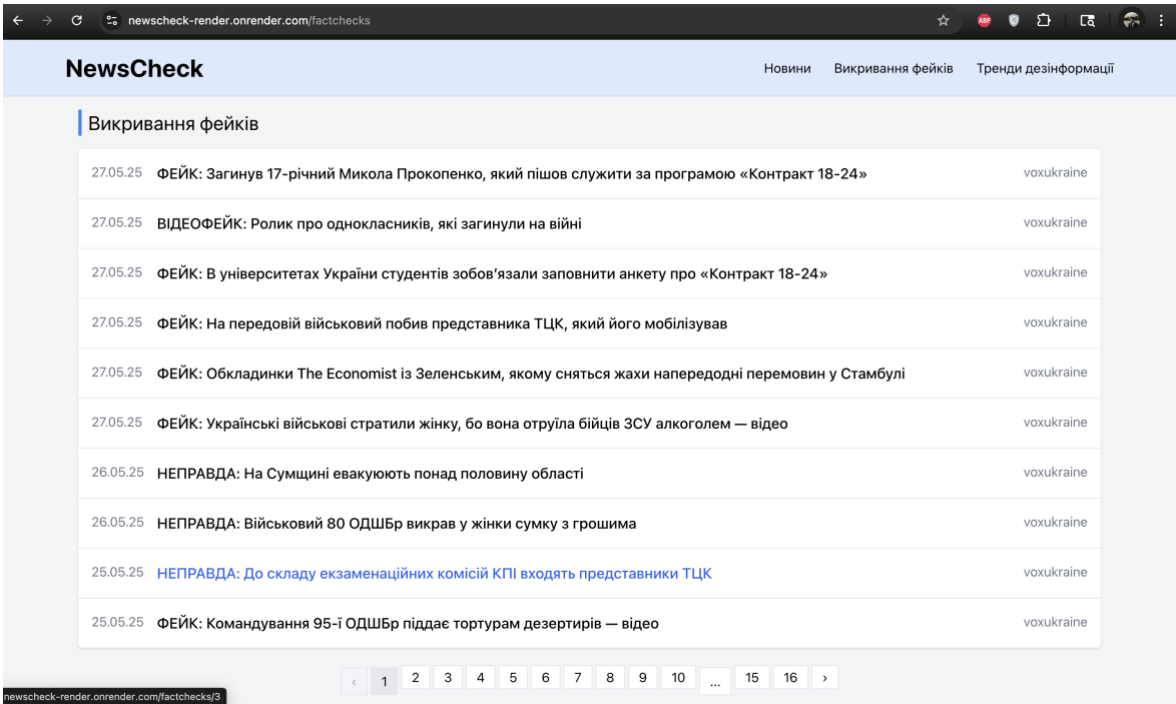 newscheck-render.onrender.com/factchecks
ABP
NewsCheck
Новини Викривання фейків Тренди дезінформації
Викривання фейків
27.05.25 ФЕЙК: Загинув 17-річний Микола Прокопенко, який пішов служити за програмою «Контракт 18-24» voxukraine
27.05.25 ВІДЕОФЕЙК: Ролик про однокласників, які загинули на війні voxukraine
27.05.25 ФЕЙК: В університетах України студентів зобов’язали заповнити анкету про «Контракт 18-24» voxukraine
27.05.25 ФЕЙК: На передовій військовий побив представника ТЦК, який його мобілізував voxukraine
27.05.25 ФЕЙК: Обкладинки The Economist із Зеленським, якому сняться жахи напередодні перемовин у Стамбулі voxukraine
27.05.25 ФЕЙК: Українські військові стратили жінку, бо вона отруїла бійців ЗСУ алкоголем — відео voxukraine
26.05.25 НЕПРАВДА: На Сумщині евакуюють понад половину області voxukraine
26.05.25 НЕПРАВДА: Військовий 80 ОДШБр викрав у жінки сумку з грошима voxukraine
25.05.25 НЕПРАВДА: До складу екзаменаційних комісій КПІ входять представники ТЦК voxukraine
25.05.25 ФЕЙК: Командування 95-ї ОДШБр піддає тортурам дезертирів — відео voxukraine
‹ 1 2 3 4 5 6 7 8 9 10 ... 15 16 ›
newscheck-render.onrender.com/factchecks/3